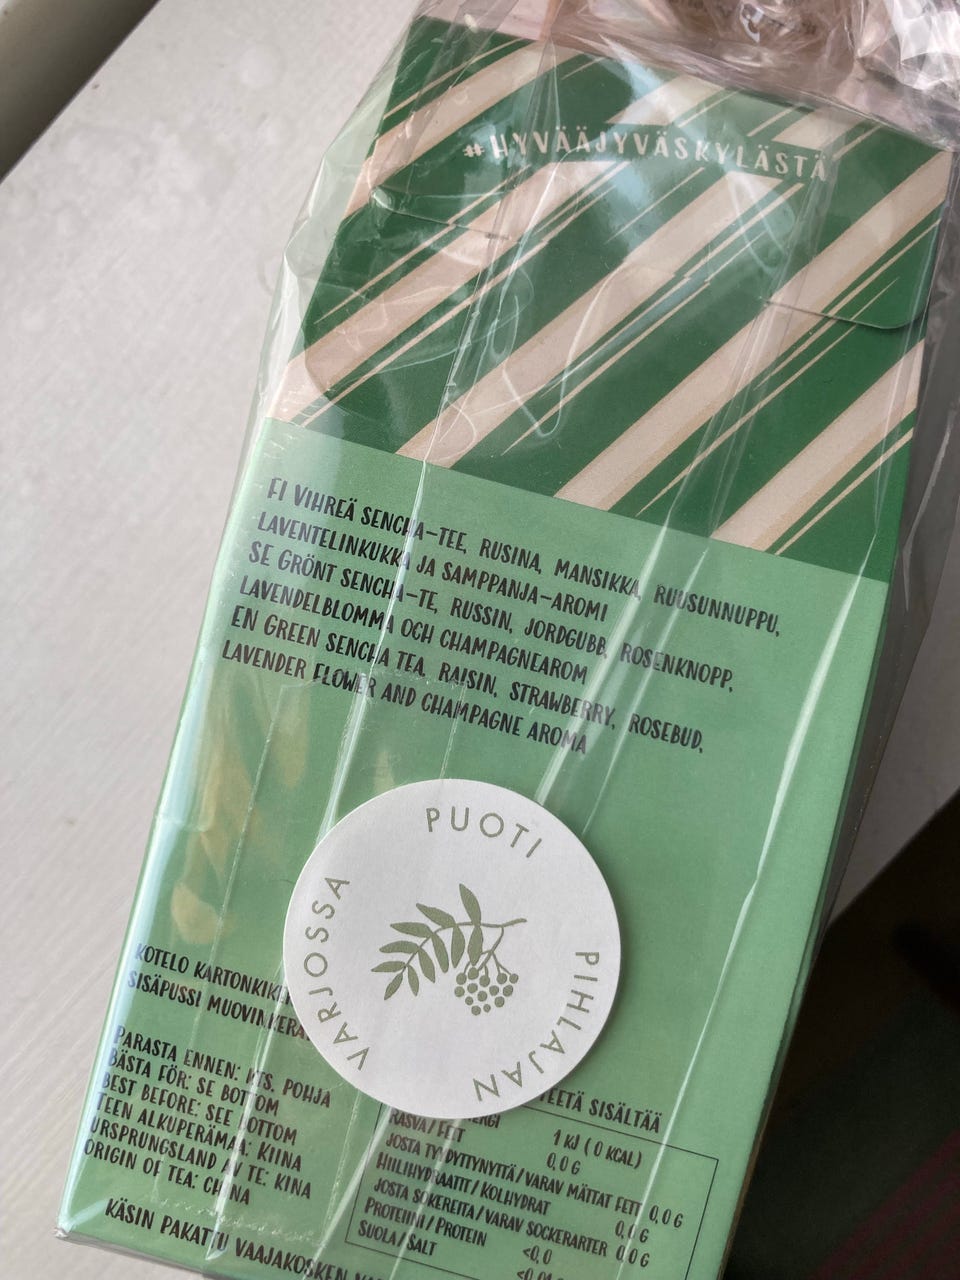 #HYVÄÄJYVÄSKYLÄSTÄ
FI VIHREÄ SENCHA-TEE, RUSINA, MANSIKKA, RUUSUNNUPPU,
LAVENTELINKUKKA JA SAMPPANJA-AROMI
SE GRÖNT SENCHA-TE, RUSSIN, JORDGUBB, ROSENKNOPP,
LAVENDELBLOMMA OCH CHAMPAGNEAROM
EN GREEN SENCHA TEA, RAISIN, STRAWBERRY, ROSEBUD,
LAVENDER FLOWER AND CHAMPAGNE AROMA
PUOTI
PIHLAJAN
VARJOSSA
KOTELO
SISÄPUSSI
PARASTA ENNEN: KTS. POHJA
BÄSTA FÖR: SE BOTTOM
BEST BEFORE: SEE BOTTOM
TEEN ALKUPERÄMAA: KIINA
URSPRUNGSLAND AV TE: KINA
ORIGIN OF TEA: CHINA
KÄSIN PAKATTU VAAJAKOSKEN
TEETÄ SISÄLTÄÄ
1 KJ (0 KCAL)
RASVA/FETT 0,0 G
JOSTA TYYDYTTYNYTTÄ/VARAV MÄTTAT FETT 0,0 G
HIILIHYDRAATIT/KOLHYDRAT 0,0 G
JOSTA SOKEREITA/VARAV SOCKERARTER 0,0 G
PROTEIINI/PROTEIN <0,0
SUOLA/SALT